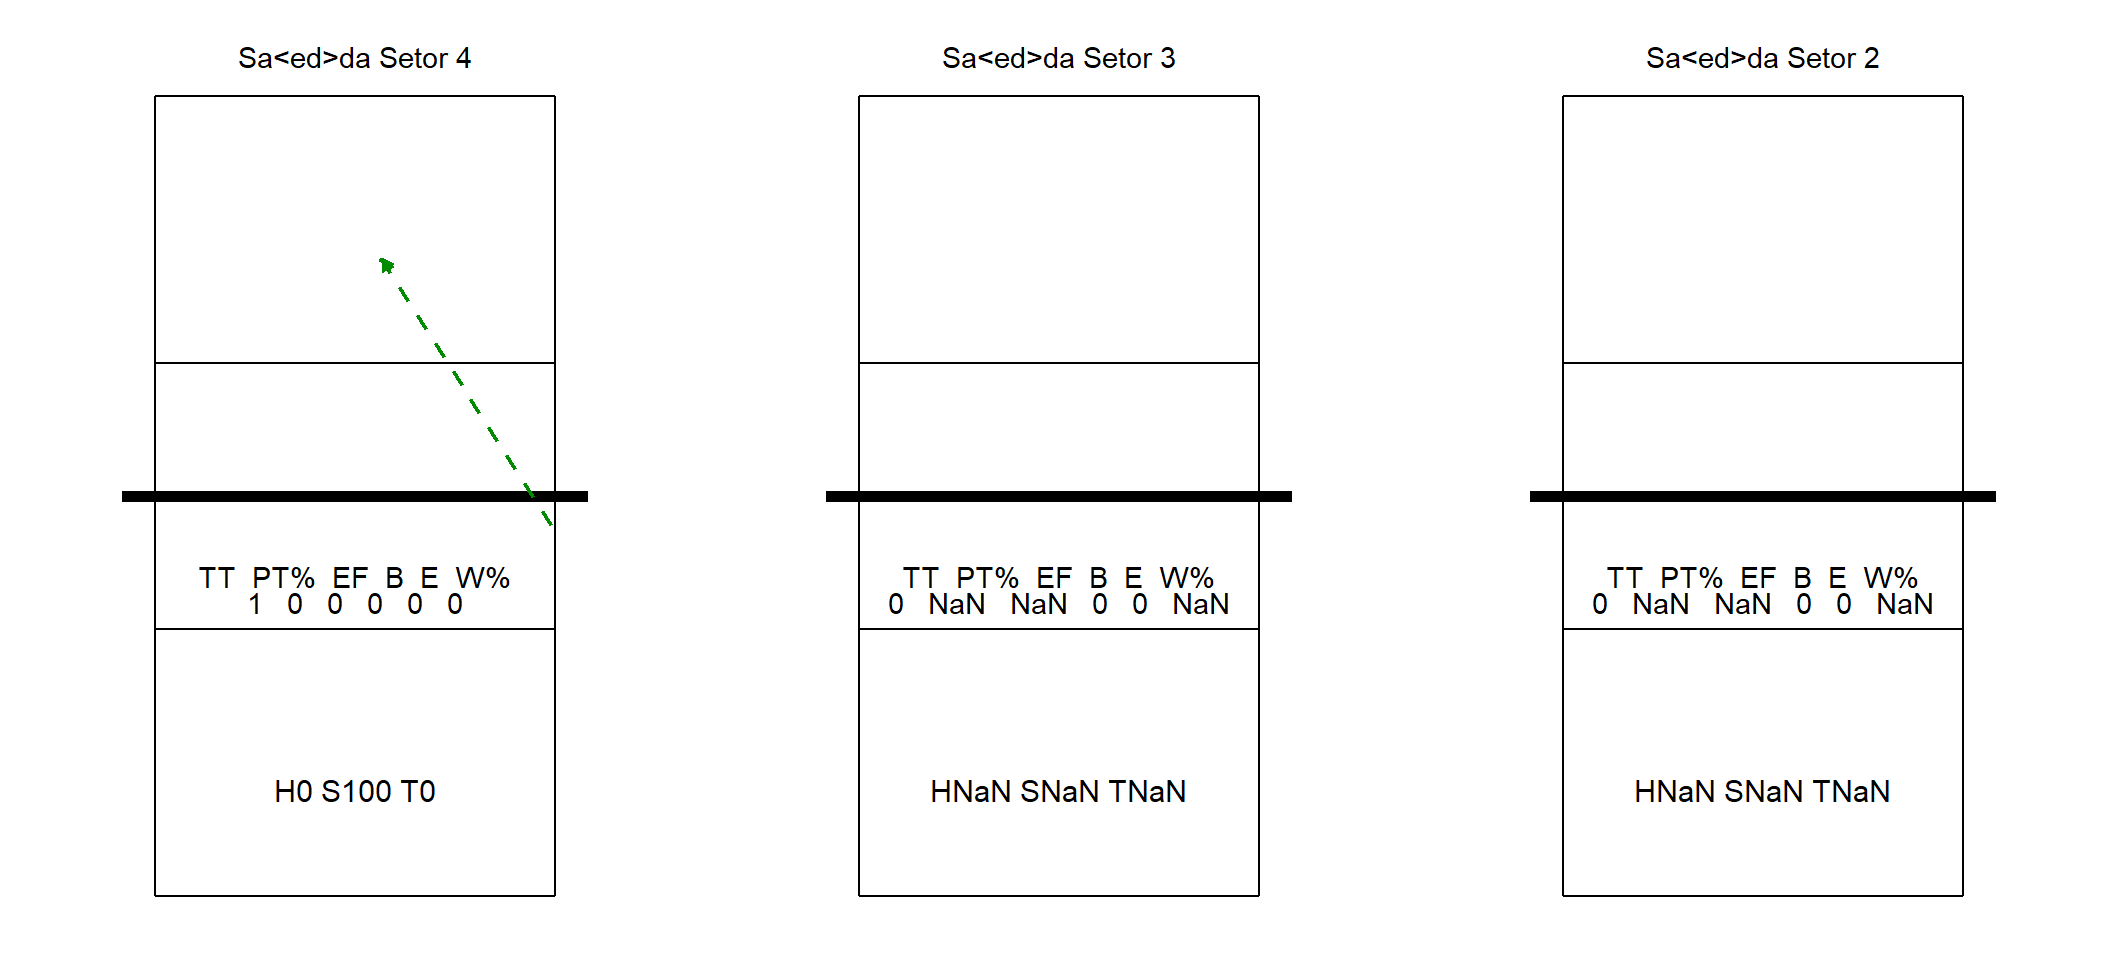 Sa<ed>da Setor 4
Sa<ed>da Setor 3
Sa<ed>da Setor 2
TT PT% EF B E W%
1 0 0 0 0 0
TT PT% EF B E W%
0 NaN NaN 0 0 NaN
TT PT% EF B E W%
0 NaN NaN 0 0 NaN
H0 S100 T0
HNaN SNaN TNaN
HNaN SNaN TNaN